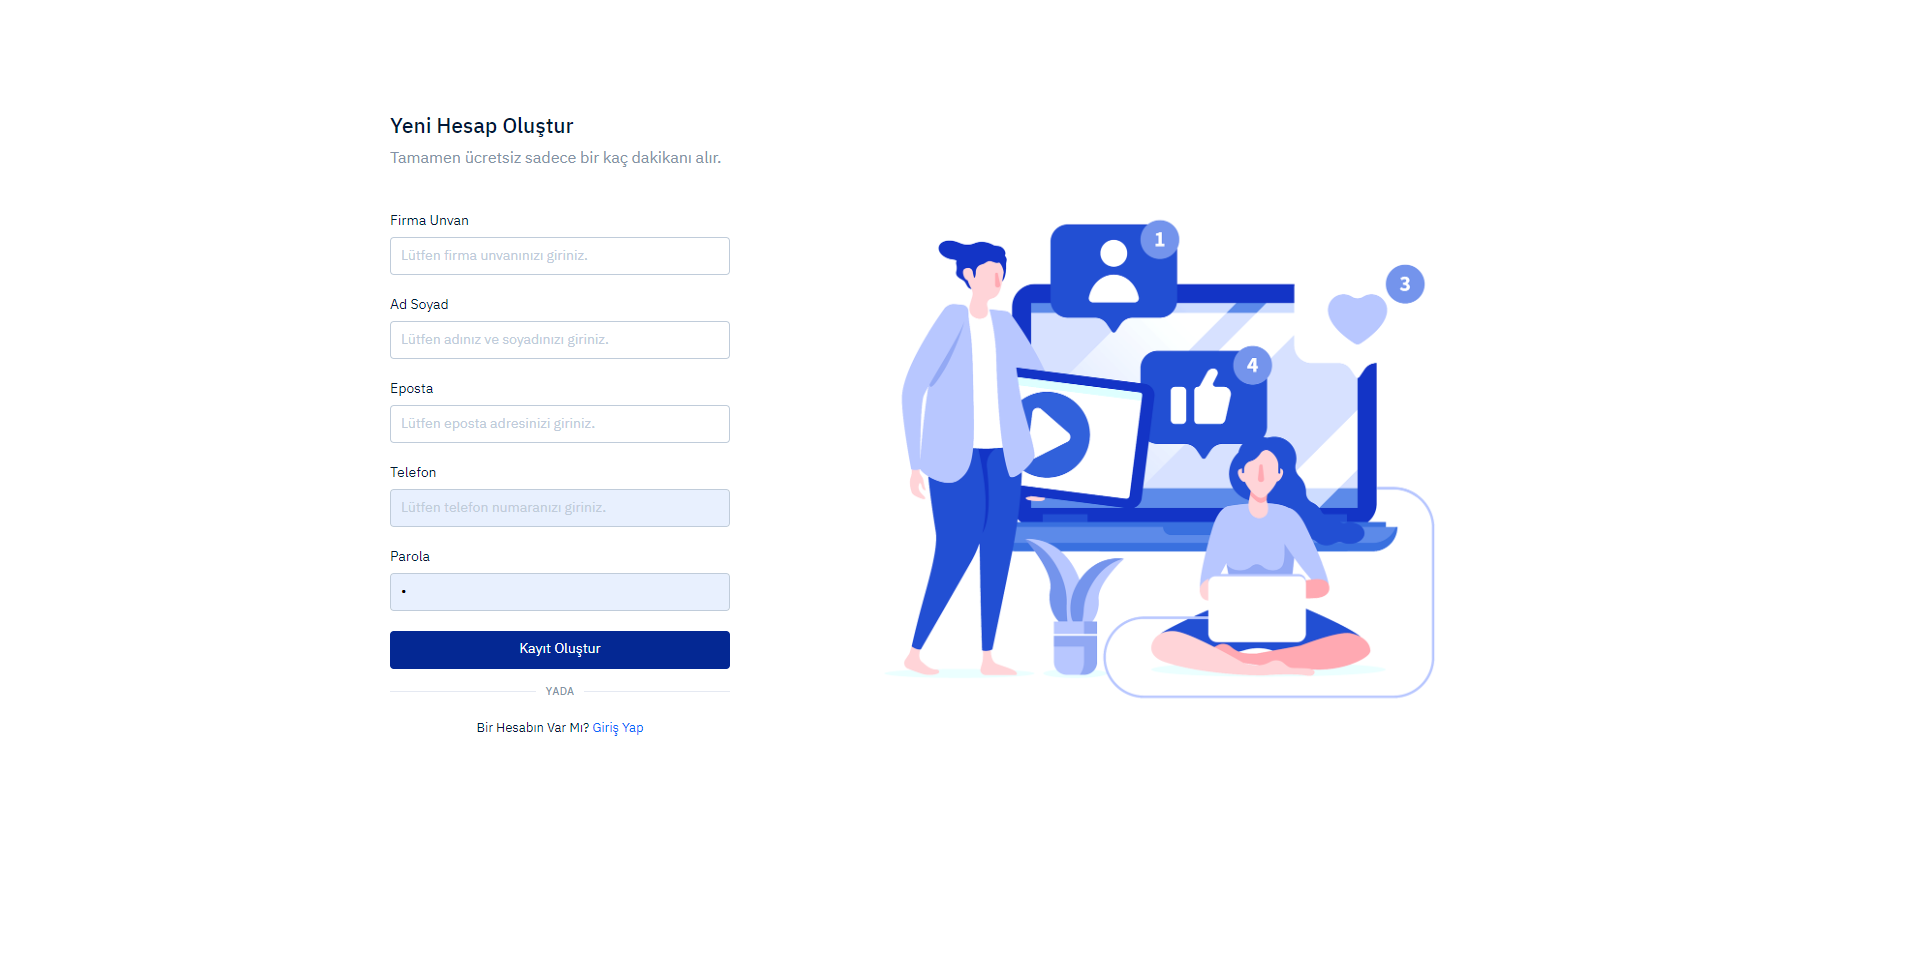 Yeni Hesap Oluştur
Tamamen ücretsiz sadece bir kaç dakikanı alır.
Firma Unvan
Lütfen firma unvanınızı giriniz.
Ad Soyad
Lütfen adınız ve soyadınızı giriniz.
Eposta
Lütfen eposta adresinizi giriniz.
Telefon
Lütfen telefon numaranızı giriniz.
Parola
•
Kayıt Oluştur
YADA
Bir Hesabın Var Mı? Giriş Yap
1
3
4